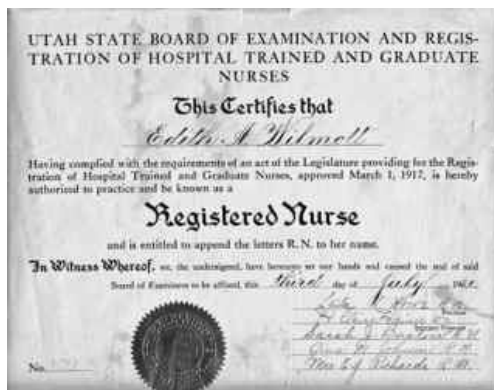 UTAH STATE BOARD OF EXAMINATION AND REGIS-
TRATION OF HOSPITAL TRAINED AND GRADUATE
NURSES
This Certifies that
Edith A. Wilmott
Having complied with the requirements of an act of the Legislature providing for the Regis-
tration of Hospital Trained and Graduate Nurses, approved March 1, 1917, is hereby
authorized to practice and be known as a
Registered Nurse
and is entitled to append the letters R. N. to her name.
In Witness Whereof, we, the undersigned, have hereunto set our hands and caused the seal of said
Board of Examiners to be affixed, this third day of July
R. N.
Sarah R. N.
R. N.
Richards R. N.
No.